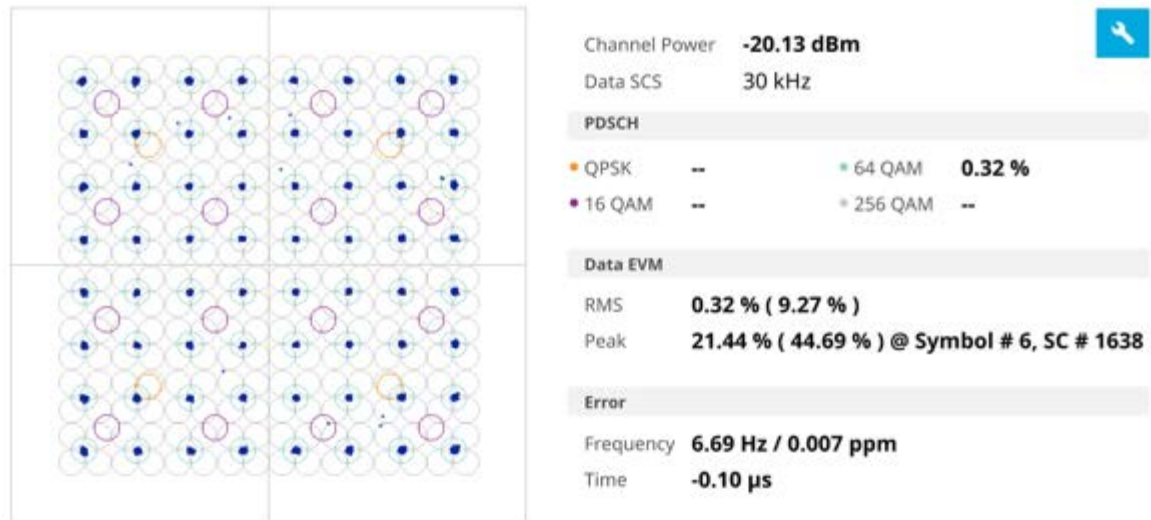 Channel Power -20.13 dBm
Data SCS 30 kHz
PDSCH
QPSK -- 64 QAM 0.32 %
16 QAM -- 256 QAM --
Data EVM
RMS 0.32 % ( 9.27 % )
Peak 21.44 % ( 44.69 % ) @ Symbol # 6, SC # 1638
Error
Frequency 6.69 Hz / 0.007 ppm
Time -0.10 µs